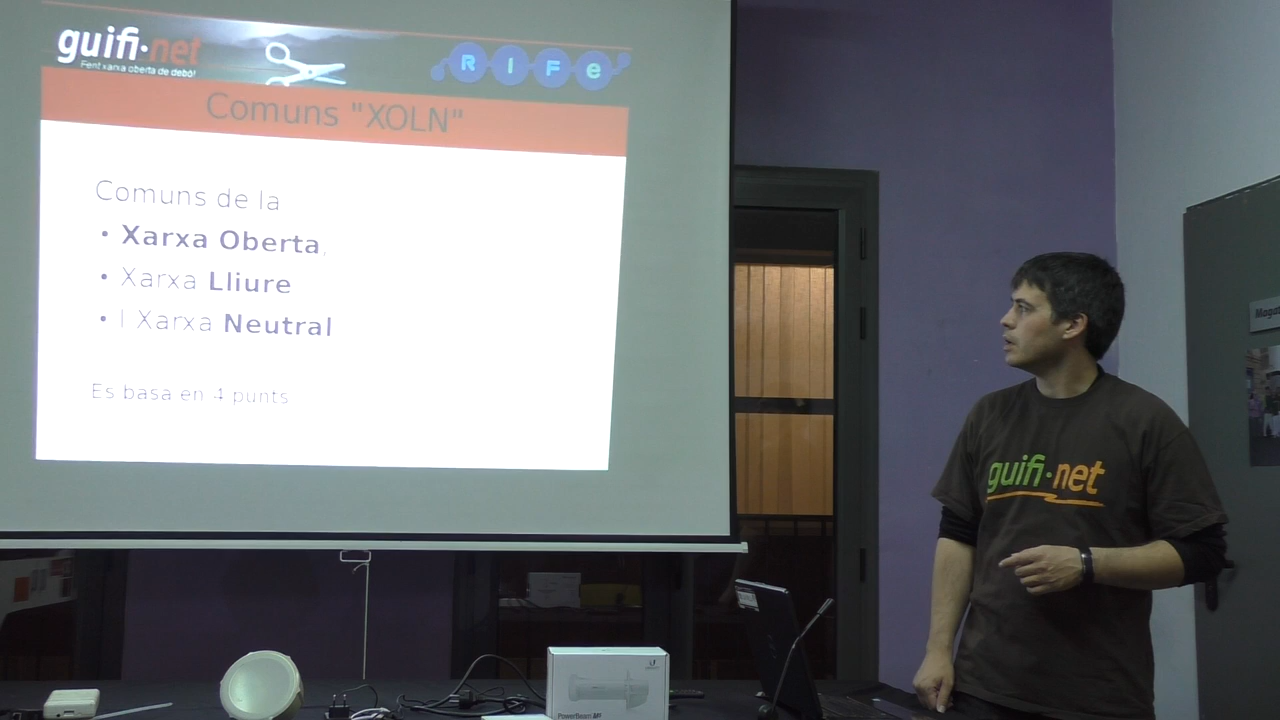 guifi·net
Fent xarxa oberta de debò!
R I F e
Comuns "XOLN"
Comuns de la
• Xarxa Oberta,
• Xarxa Lliure
• I Xarxa Neutral
Es basa en 4 punts
guifi·net
PowerBeam